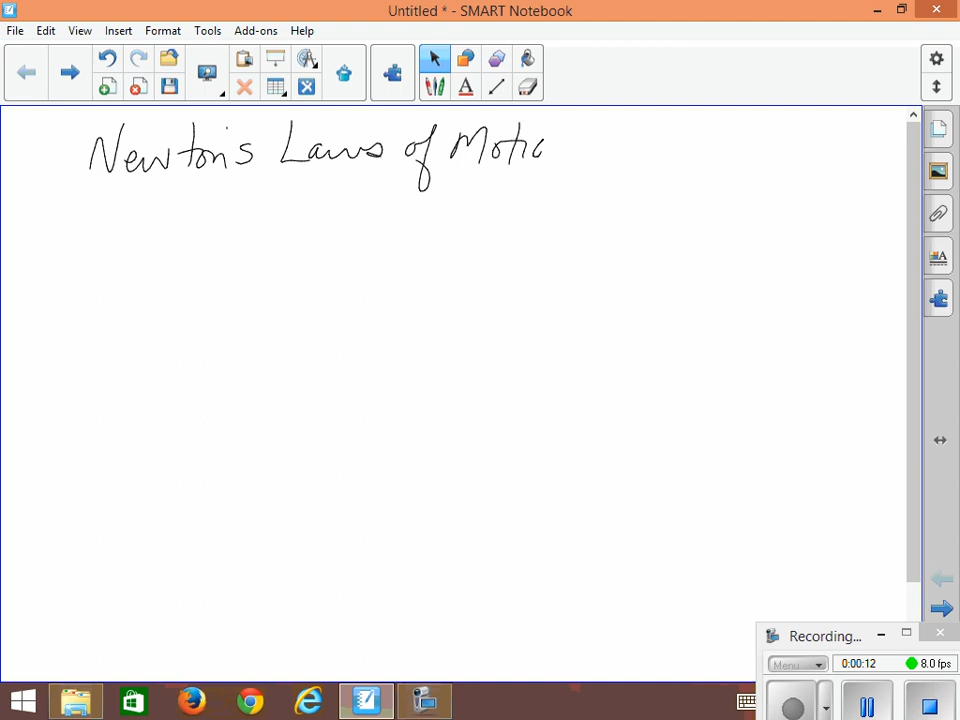 Untitled * - SMART Notebook
File Edit View Insert Format Tools Add-ons Help
Newton's Laws of Motio
Recording...
Menu 0:00:12 8.0 fps